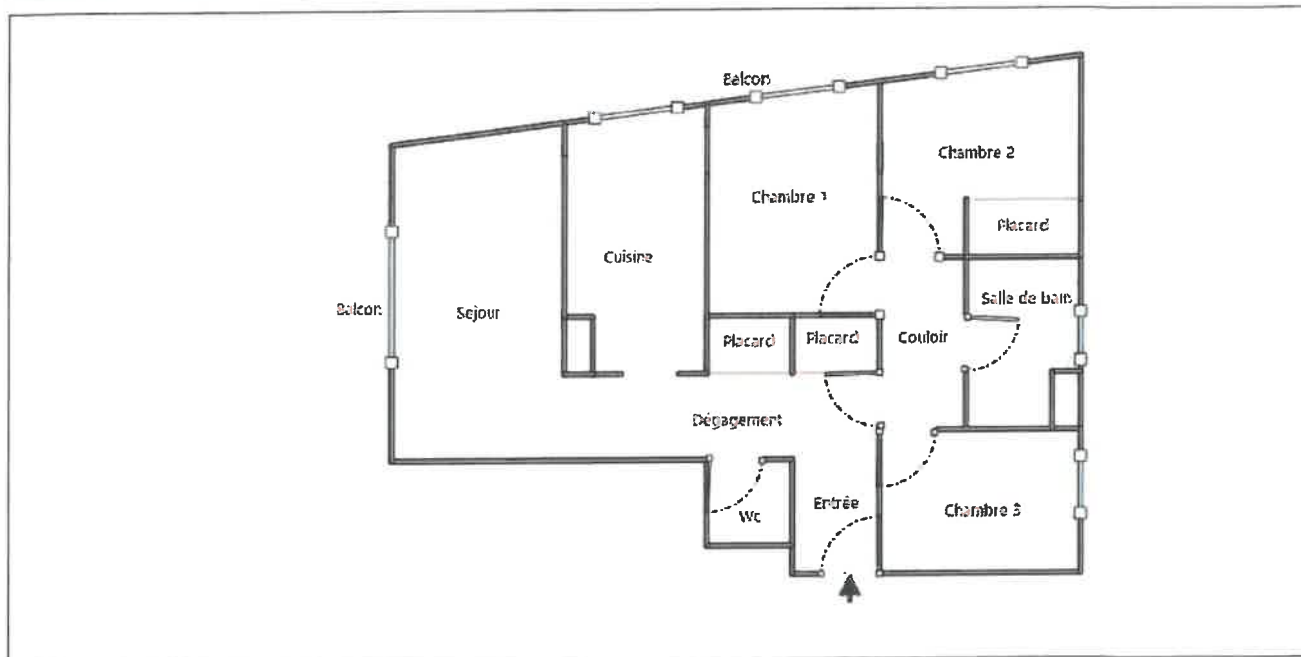 Balcon
Chambre 2
Chambre 1
Placard
Cuisine
Salle de bain
Balcon
Sejour
Placard
Placard
Couloir
Dégagement
Entrée
Wc
Chambre 3